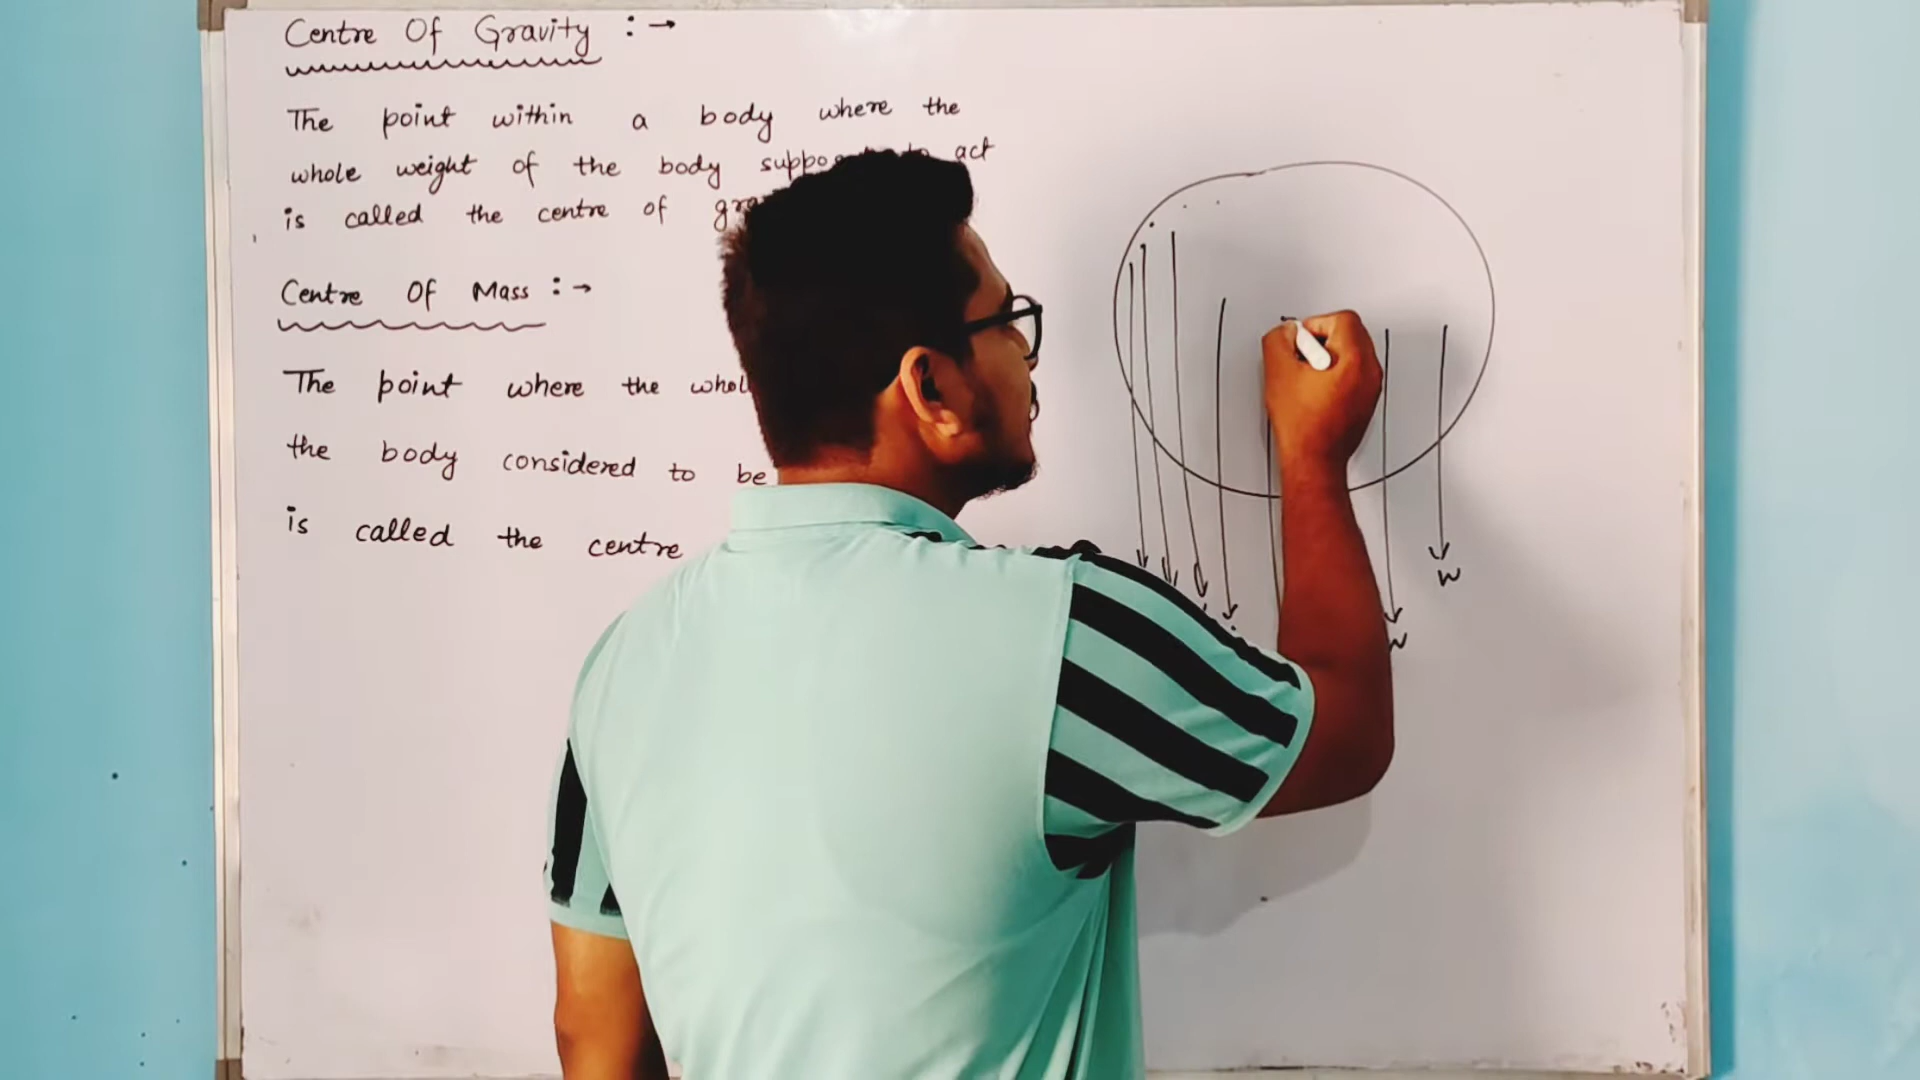 Centre Of Gravity :→
The point within a body where the
whole weight of the body act
is called the centre of
Centre Of Mass :→
The point where the
the body considered to be
is called the centre
W
W